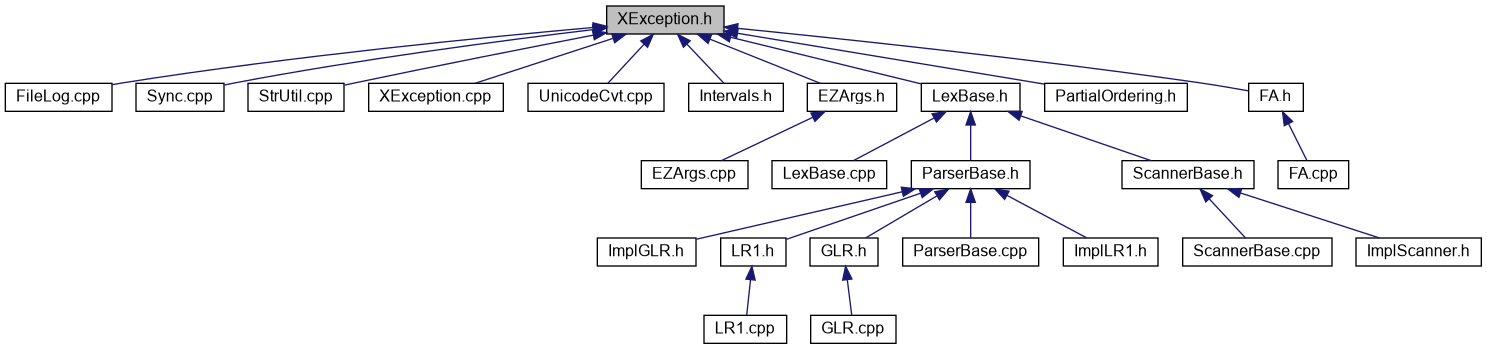 XException.h
FileLog.cpp
Sync.cpp
StrUtil.cpp
XException.cpp
UnicodeCvt.cpp
Intervals.h
EZArgs.h
LexBase.h
PartialOrdering.h
FA.h
EZArgs.cpp
LexBase.cpp
ParserBase.h
ScannerBase.h
FA.cpp
ImplGLR.h
LR1.h
GLR.h
ParserBase.cpp
ImplLR1.h
ScannerBase.cpp
ImplScanner.h
LR1.cpp
GLR.cpp